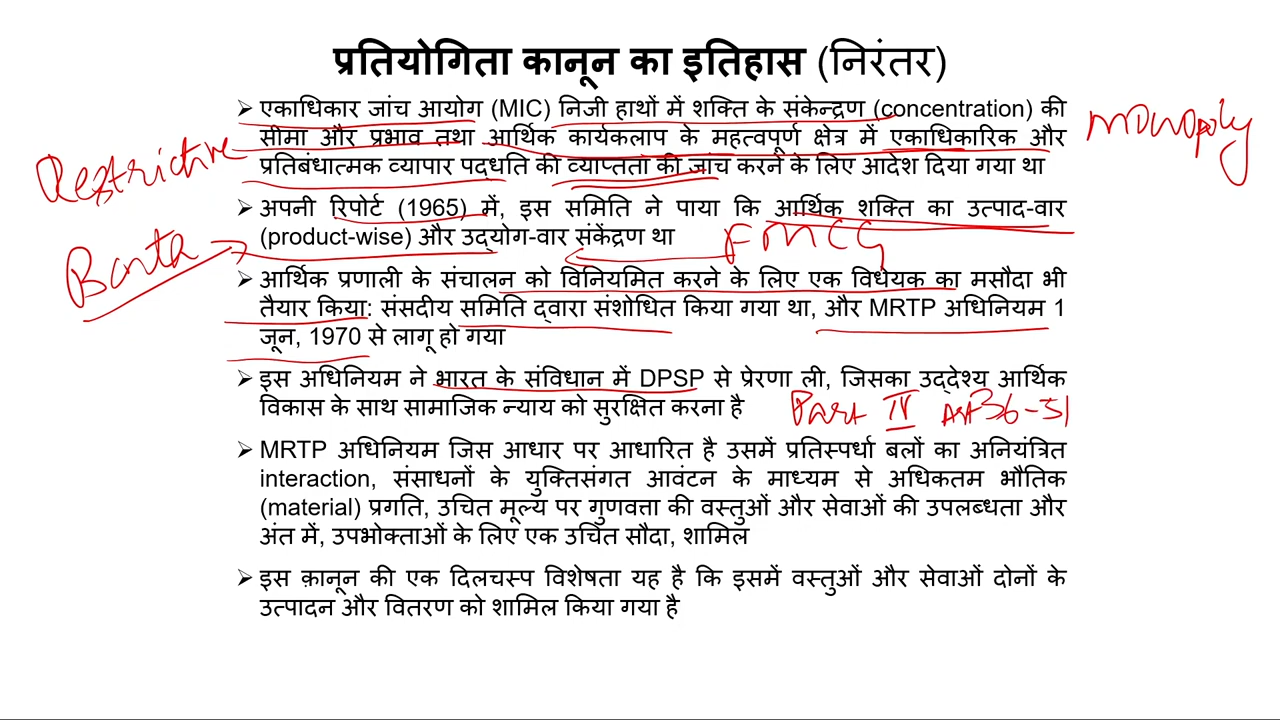 प्रतियोगिता कानून का इतिहास (निरंतर)
➢ एकाधिकार जांच आयोग (MIC) निजी हाथों में शक्ति के संकेन्द्रण (concentration) की
सीमा और प्रभाव तथा आर्थिक कार्यकलाप के महत्वपूर्ण क्षेत्र में एकाधिकारिक और
प्रतिबंधात्मक व्यापार पद्धति की व्याप्तता की जांच करने के लिए आदेश दिया गया था
Monopoly
Restrictive
➢ अपनी रिपोर्ट (1965) में, इस समिति ने पाया कि आर्थिक शक्ति का उत्पाद-वार
(product-wise) और उद्योग-वार संकेंद्रण था
FMCG
➢ आर्थिक प्रणाली के संचालन को विनियमित करने के लिए एक विधेयक का मसौदा भी
तैयार किया: संसदीय समिति द्वारा संशोधित किया गया था, और MRTP अधिनियम 1
जून, 1970 से लागू हो गया
➢ इस अधिनियम ने भारत के संविधान में DPSP से प्रेरणा ली, जिसका उद्देश्य आर्थिक
विकास के साथ सामाजिक न्याय को सुरक्षित करना है
Part IV Art 36-51
➢ MRTP अधिनियम जिस आधार पर आधारित है उसमें प्रतिस्पर्धा बलों का अनियंत्रित
interaction, संसाधनों के युक्तिसंगत आवंटन के माध्यम से अधिकतम भौतिक
(material) प्रगति, उचित मूल्य पर गुणवत्ता की वस्तुओं और सेवाओं की उपलब्धता और
अंत में, उपभोक्ताओं के लिए एक उचित सौदा, शामिल
➢ इस क़ानून की एक दिलचस्प विशेषता यह है कि इसमें वस्तुओं और सेवाओं दोनों के
उत्पादन और वितरण को शामिल किया गया है